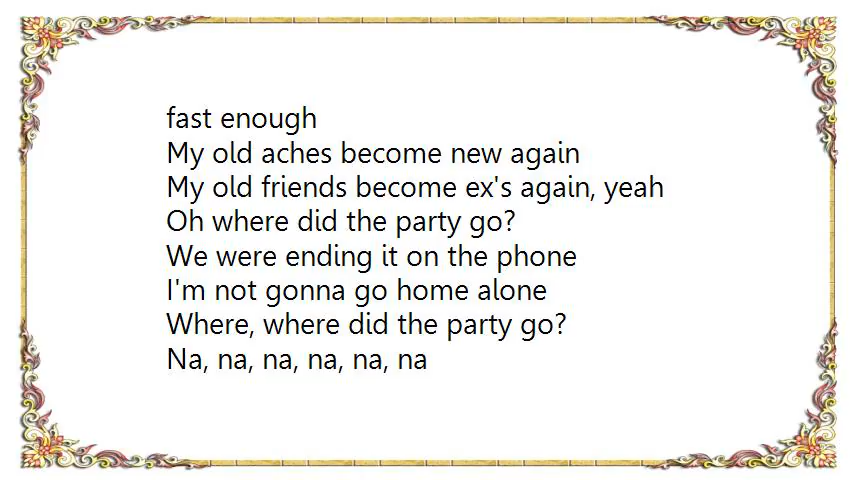 fast enough
My old aches become new again
My old friends become ex's again, yeah
Oh where did the party go?
We were ending it on the phone
I'm not gonna go home alone
Where, where did the party go?
Na, na, na, na, na, na